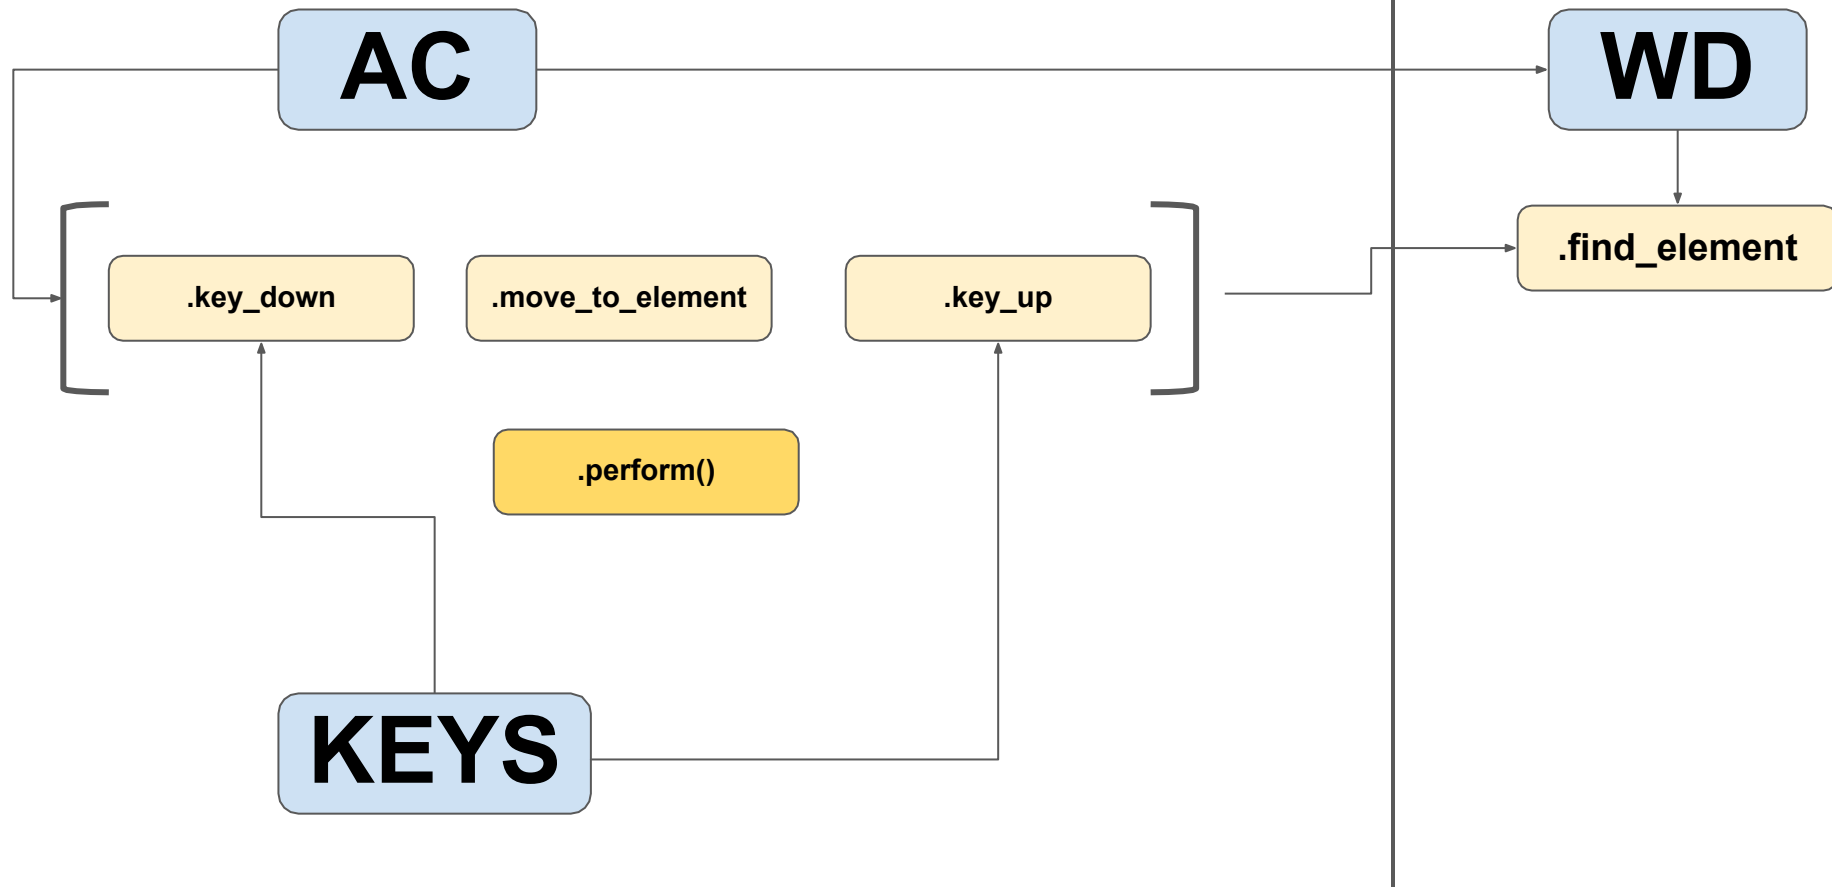 AC
WD
.find_element
.key_down
.move_to_element
.key_up
.perform()
KEYS